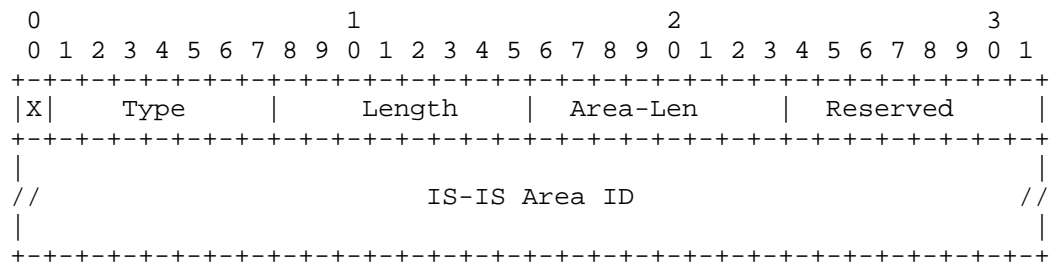 0                   1                   2                   3
 0 1 2 3 4 5 6 7 8 9 0 1 2 3 4 5 6 7 8 9 0 1 2 3 4 5 6 7 8 9 0 1
+-+-+-+-+-+-+-+-+-+-+-+-+-+-+-+-+-+-+-+-+-+-+-+-+-+-+-+-+-+-+-+-+
|X|    Type     |     Length    |  Area-Len     |  Reserved     |
+-+-+-+-+-+-+-+-+-+-+-+-+-+-+-+-+-+-+-+-+-+-+-+-+-+-+-+-+-+-+-+-+
|                                                               |
//                        IS-IS Area ID                        //
|                                                               |
+-+-+-+-+-+-+-+-+-+-+-+-+-+-+-+-+-+-+-+-+-+-+-+-+-+-+-+-+-+-+-+-+